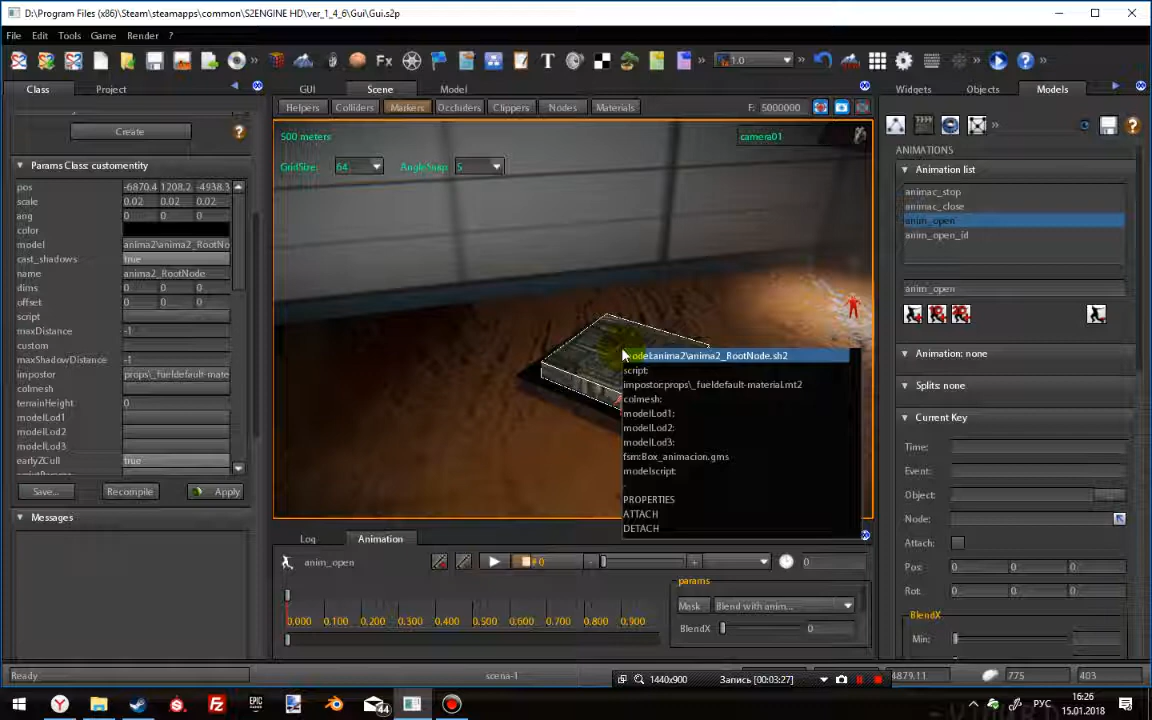 D:\Program Files (x86)\Steam\steamapps\common\S2ENGINE HD\ver_1_4_6\Gui\Gui.s2p
File Edit Tools Game Render ?
Fx T 1.0
Class Project
GUI Scene Model
Widgets Objects Models
Helpers Colliders Markers Occluders Clippers Nodes Materials F: 5000000
Create
500 meters camera01
GridSize: 64 AngleSnap: 5
Params Class: customentity
pos -6870.4 1208.2 -4938.3
scale 0.02 0.02 0.02
ang 0 0 0
color
model anima2\anima2_RootNo
cast_shadows true
name anima2_RootNode
dims 0 0 0
offset 0 0 0
script
maxDistance -1
custom
maxShadowDistance -1
impostor props\_fueldefault-mate
colmesh
terrainHeight 0
modelLod1
modelLod2
modelLod3
earlyZCull true
Save... Recompile Apply
Messages
model:anima2\anima2_RootNode.sh2
script:
impostor:props\_fueldefault-material.mt2
colmesh:
modelLod1:
modelLod2:
modelLod3:
fsm:Box_animacion.gms
modelscript:
PROPERTIES
ATTACH
DETACH
ANIMATIONS
Animation list
animac_stop
animac_close
anim_open
anim_open_id
anim_open
Animation: none
Splits: none
Current Key
Time:
Event:
Object:
Node:
Attach:
Pos: 0 0 0
Rot: 0 0 0
BlendX
Min:
Log Animation
anim_open # 0 - + 0
0.000 0.100 0.200 0.300 0.400 0.500 0.600 0.700 0.800 0.900
params
Mask Blend with anim...
BlendX 0
Ready scena-1 4879.11 775 403
1440x900 Запись [00:03:27]
44 РУС 16:26
15.01.2018